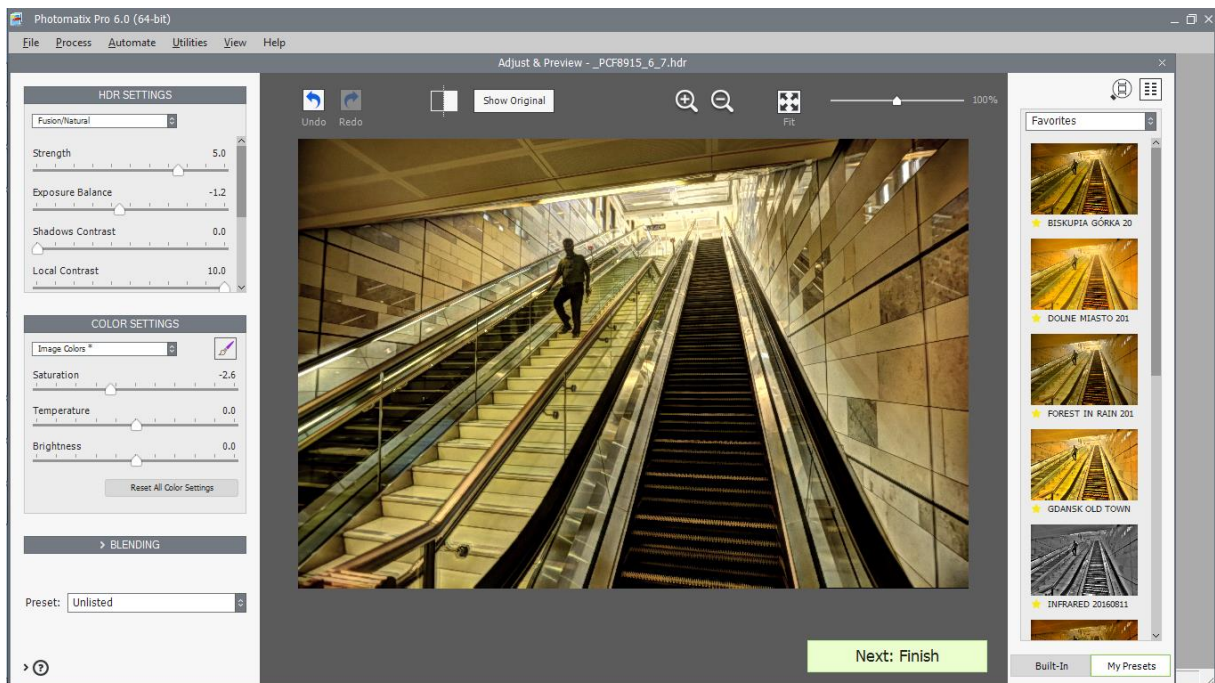 Photomatix Pro 6.0 (64-bit)
File Process Automate Utilities View Help
Adjust & Preview - _PCF8915_6_7.hdr
HDR SETTINGS
Fusion/Natural
Strength 5.0
Exposure Balance -1.2
Shadows Contrast 0.0
Local Contrast 10.0
COLOR SETTINGS
Image Colors *
Saturation -2.6
Temperature 0.0
Brightness 0.0
Reset All Color Settings
> BLENDING
Preset: Unlisted
> ?
Undo Redo
Show Original
Fit
100%
Next: Finish
Favorites
BISKUPIA GÓRKA 20
DOLNE MIASTO 201
FOREST IN RAIN 201
GDANSK OLD TOWN
INFRARED 20160811
Built-In My Presets